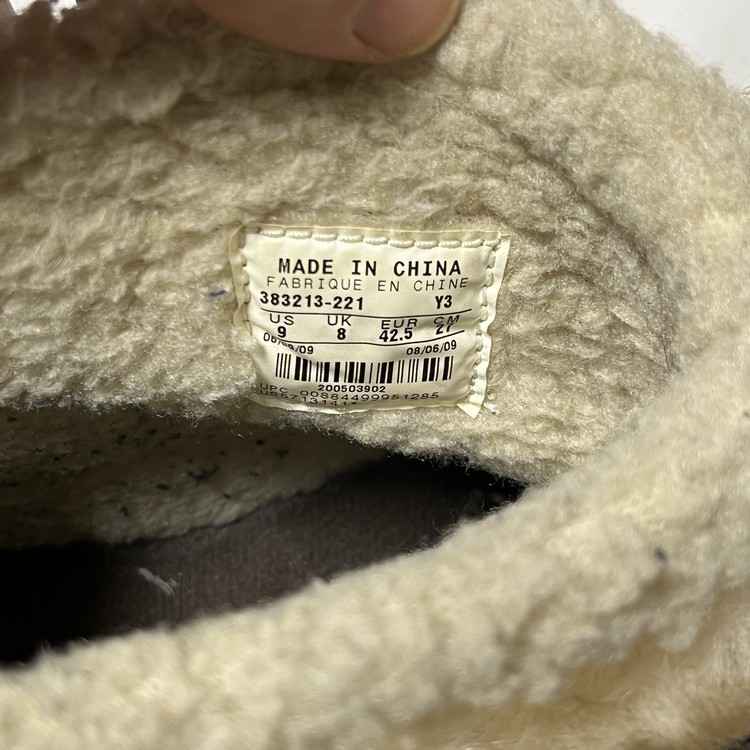 MADE IN CHINA
FABRIQUE EN CHINE
383213-221 Y3
US UK EUR CM
9 8 42.5 27
08/06/09
200503902
UPC 00884499951285